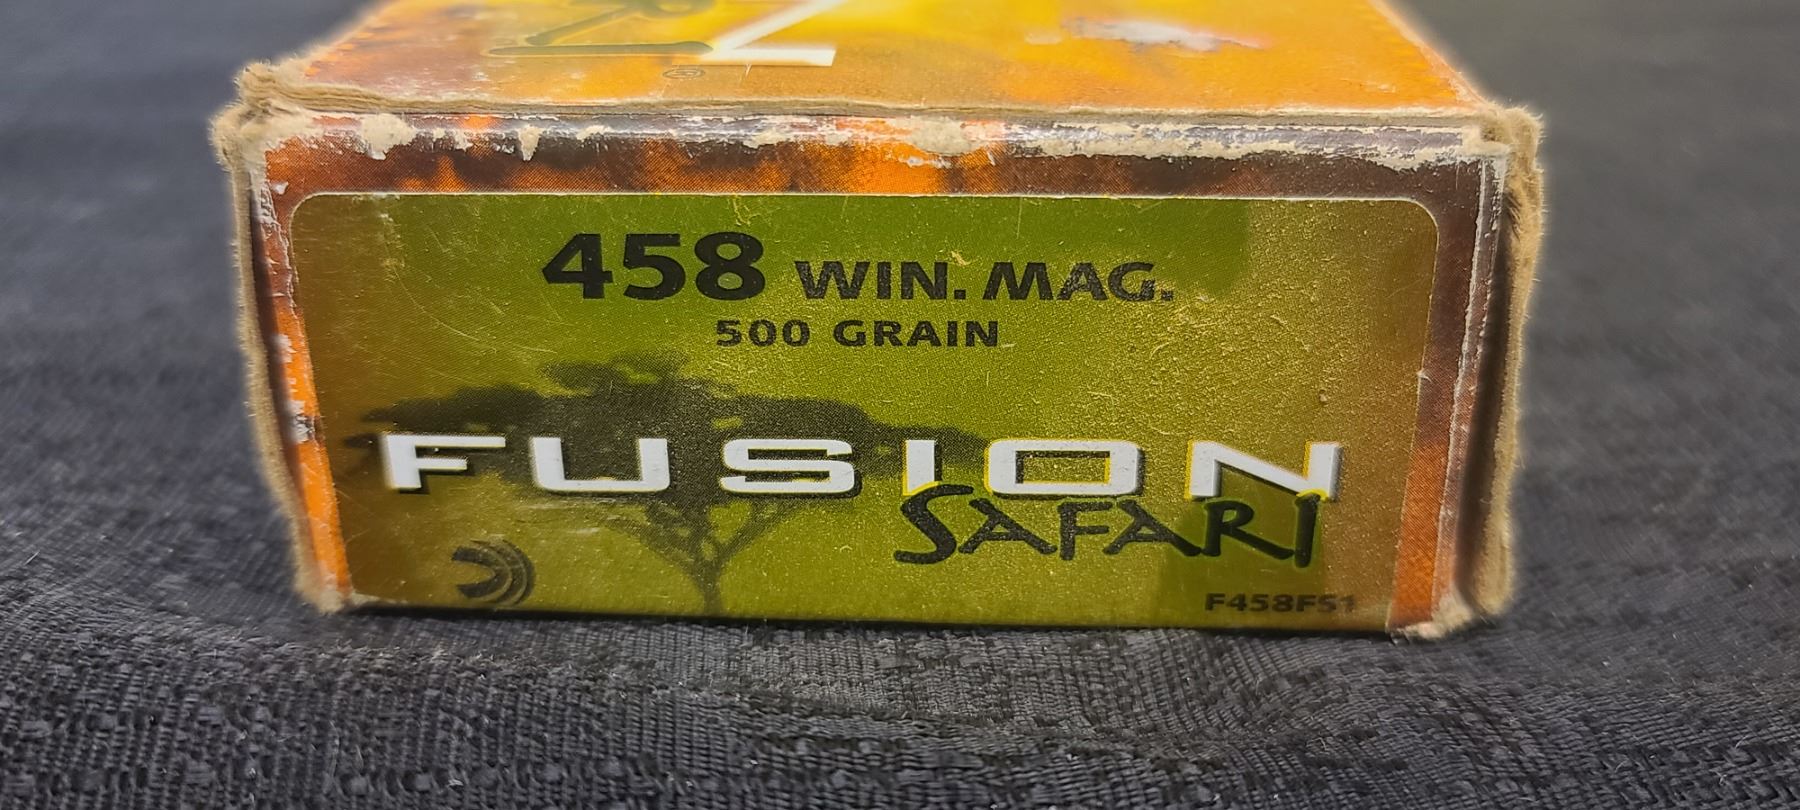 458 WIN. MAG.
500 GRAIN
FUSION
SAFARI
F458FS1